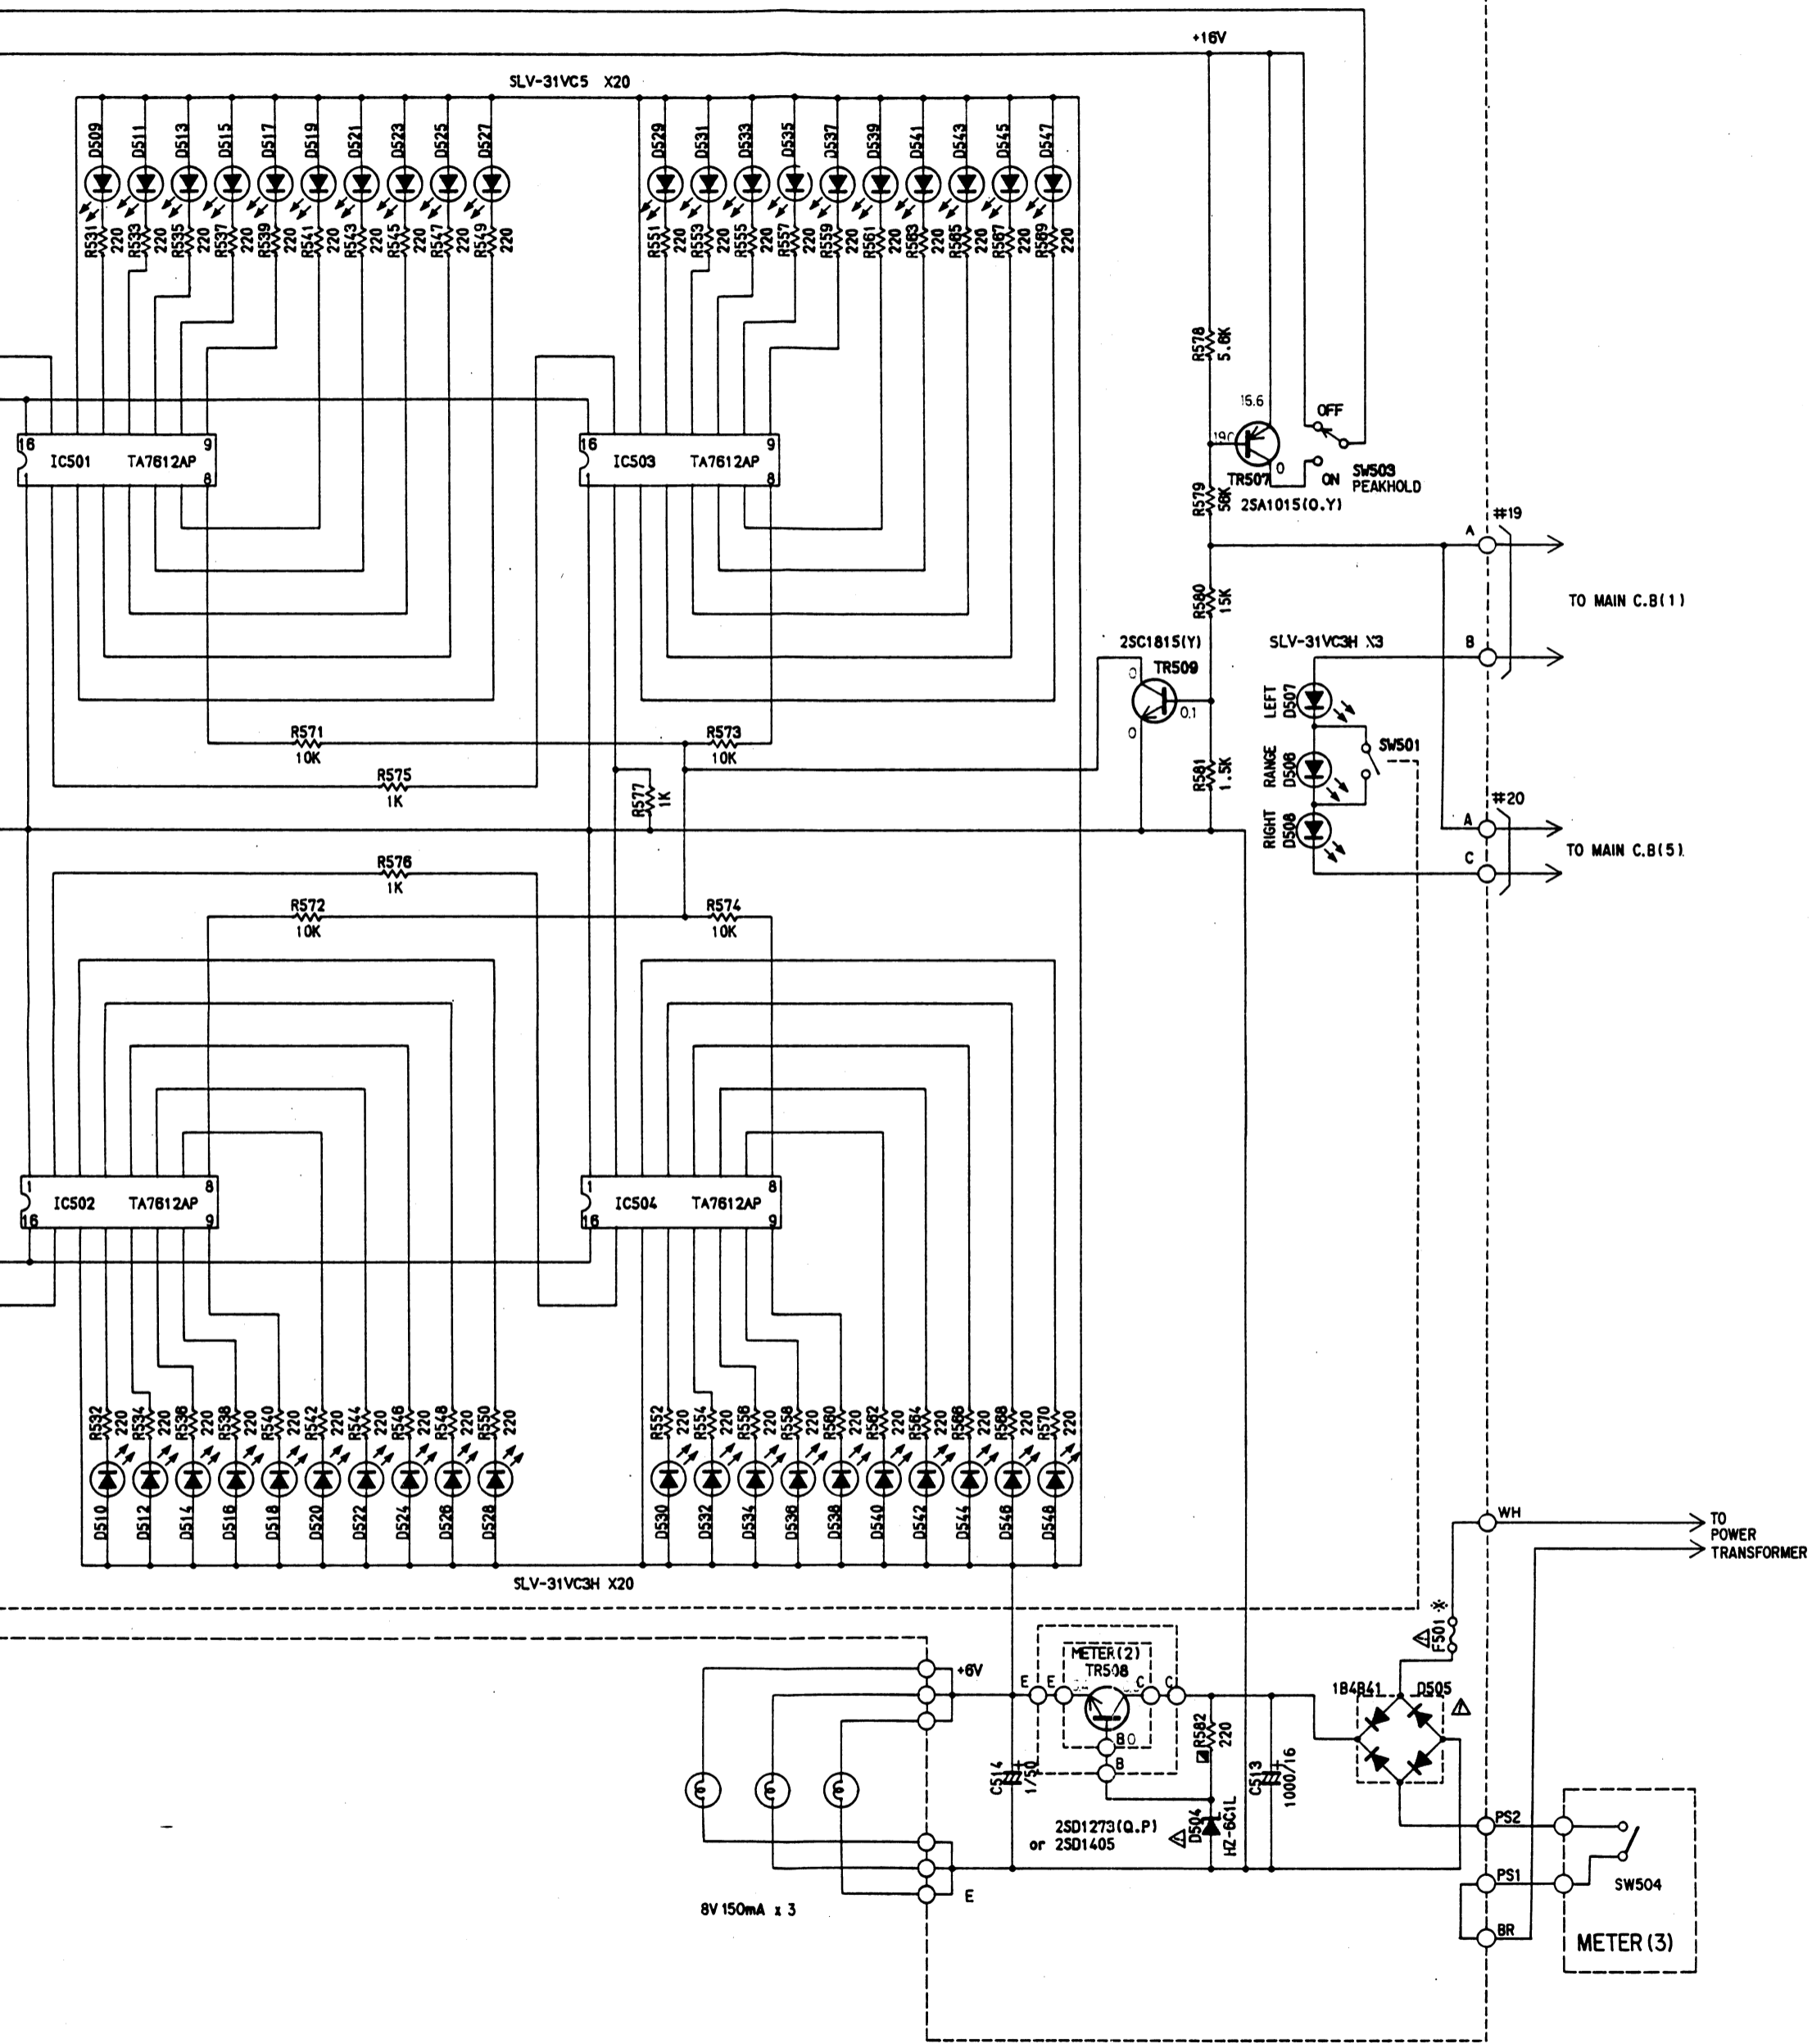 +16V
SLV-31VC5 X20
D509 D511 D513 D515 D517 D519 D521 D523 D525 D527
D529 D531 D533 D535 D537 D539 D541 D543 D545 D547
R531 220 R533 220 R535 220 R537 220 R539 220 R541 220 R543 220 R545 220 R547 220 R549 220
R551 220 R553 220 R555 220 R557 220 R559 220 R561 220 R563 220 R565 220 R567 220 R569 220
R578 5.6K
15.6
OFF
16 9
IC501 TA7612AP
1 8
16 9
IC503 TA7612AP
1 8
TR507 0
ON
SW503
PEAKHOLD
2SA1015(O.Y)
R579 56K
#19
A
R580 15K
TO MAIN C.B(1)
2SC1815(Y)
TR509
0
0.1
0
SLV-31VC3H X3
B
LEFT D507
SW501
RANGE D506
RIGHT D508
R571
10K
R573
10K
R575
1K
R577 1K
R581 1.5K
#20
A
TO MAIN C.B(5)
C
R576
1K
R572
10K
R574
10K
1 8
IC502 TA7612AP
16 9
1 8
IC504 TA7612AP
16 9
R532 220 R534 220 R536 220 R538 220 R540 220 R542 220 R544 220 R546 220 R548 220 R550 220
R552 220 R554 220 R556 220 R558 220 R560 220 R562 220 R564 220 R566 220 R568 220 R570 220
D510 D512 D514 D516 D518 D520 D522 D524 D526 D528
D530 D532 D534 D536 D538 D540 D542 D544 D546 D548
SLV-31VC3H X20
WH
TO
POWER
TRANSFORMER
F501 ※
METER(2)
TR508
+6V
E E C C
1B4B41 D505
B
B
R582 220
C514 1/50
C513 1000/16
D504 HZ-6C1L
2SD1273(Q.P)
or 2SD1405
PS2
PS1
SW504
E
8V 150mA x 3
BR
METER(3)